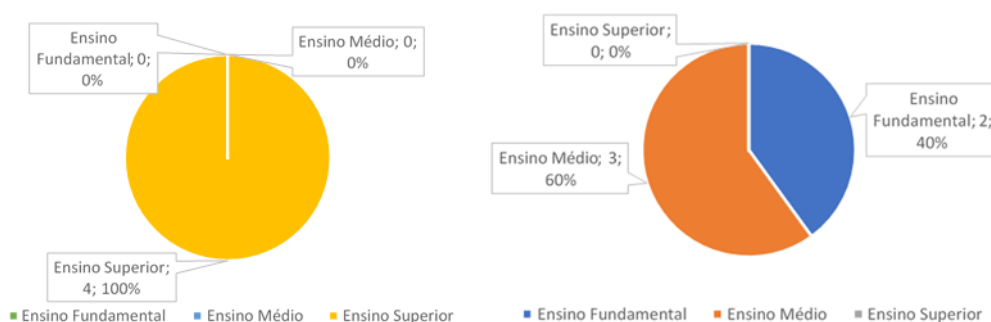 Ensino
Fundamental; 0;
0%
Ensino Médio; 0;
0%
Ensino Superior;
4; 100%
Ensino Fundamental
Ensino Médio
Ensino Superior
Ensino Superior;
0; 0%
Ensino
Fundamental; 2;
40%
Ensino Médio; 3;
60%
Ensino Fundamental
Ensino Médio
Ensino Superior